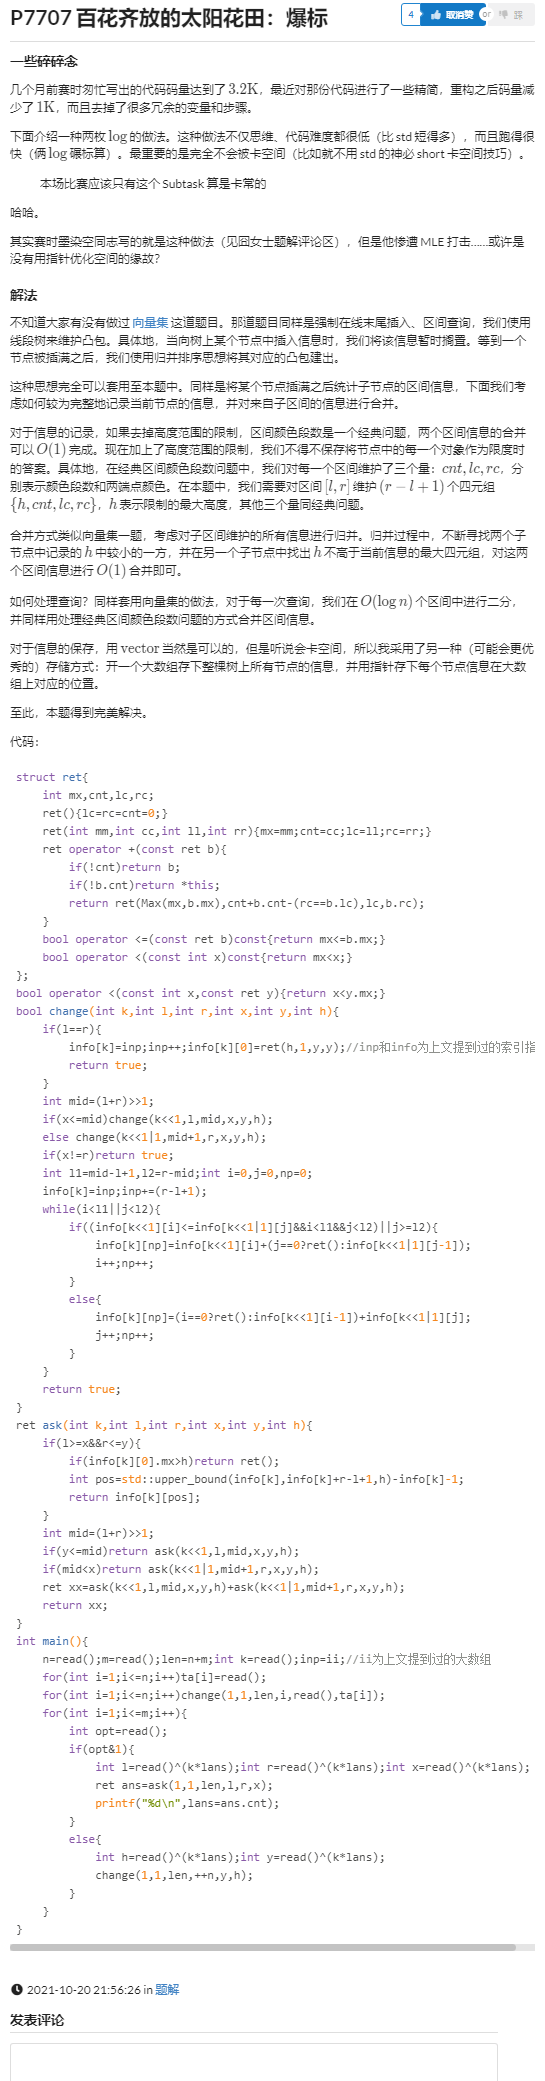 P7707 百花齐放的太阳花田：爆标
4 取消赞 or 踩
一些碎碎念
几个月前赛时匆忙写出的代码码量达到了 3.2K，最近对那份代码进行了一些精简，重构之后码量减
少了 1K，而且去掉了很多冗余的变量和步骤。
下面介绍一种两枚 log 的做法。这种做法不仅思维、代码难度都很低（比 std 短得多），而且跑得很
快（俩 log 碾标算）。最重要的是完全不会被卡空间（比如就不用 std 的神必 short 卡空间技巧）。
本场比赛应该只有这个 Subtask 算是卡常的
哈哈。
其实赛时墨染空同志写的就是这种做法（见囧女士题解评论区），但是他惨遭 MLE 打击……或许是
没有用指针优化空间的缘故？
解法
不知道大家有没有做过 向量集 这道题目。那道题目同样是强制在线末尾插入、区间查询，我们使用
线段树来维护凸包。具体地，当向树上某个节点中插入信息时，我们将该信息暂时搁置。等到一个
节点被插满之后，我们使用归并排序思想将其对应的凸包建出。
这种思想完全可以套用至本题中。同样是将某个节点插满之后统计子节点的区间信息，下面我们考
虑如何较为完整地记录当前节点的信息，并对来自子区间的信息进行合并。
对于信息的记录，如果去掉高度范围的限制，区间颜色段数是一个经典问题，两个区间信息的合并
可以 O(1) 完成。现在加上了高度范围的限制，我们不得不保存将节点中的每一个对象作为限度时
的答案。具体地，在经典区间颜色段数问题中，我们对每一个区间维护了三个量：cnt, lc, rc，分
别表示颜色段数和两端点颜色。在本题中，我们需要对区间 [l, r] 维护 (r − l + 1) 个四元组
{h, cnt, lc, rc}，h 表示限制的最大高度，其他三个量同经典问题。
合并方式类似向量集一题，考虑对子区间维护的所有信息进行归并。归并过程中，不断寻找两个子
节点中记录的 h 中较小的一方，并在另一个子节点中找出 h 不高于当前信息的最大四元组，对这两
个区间信息进行 O(1) 合并即可。
如何处理查询？同样套用向量集的做法，对于每一次查询，我们在 O(log n) 个区间中进行二分，
并同样用处理经典区间颜色段数问题的方式合并区间信息。
对于信息的保存，用 vector 当然是可以的，但是听说会卡空间，所以我采用了另一种（可能会更优
秀的）存储方式：开一个大数组存下整棵树上所有节点的信息，并用指针存下每个节点信息在大数
组上对应的位置。
至此，本题得到完美解决。
代码：
struct ret{
    int mx,cnt,lc,rc;
    ret(){lc=rc=cnt=0;}
    ret(int mm,int cc,int ll,int rr){mx=mm;cnt=cc;lc=ll;rc=rr;}
    ret operator +(const ret b){
        if(!cnt)return b;
        if(!b.cnt)return *this;
        return ret(Max(mx,b.mx),cnt+b.cnt-(rc==b.lc),lc,b.rc);
    }
    bool operator <=(const ret b)const{return mx<=b.mx;}
    bool operator <(const int x)const{return mx<x;}
};
bool operator <(const int x,const ret y){return x<y.mx;}
bool change(int k,int l,int r,int x,int y,int h){
    if(l==r){
        info[k]=inp;inp++;info[k][0]=ret(h,1,y,y);//inp和info为上文提到过的索引指
        return true;
    }
    int mid=(l+r)>>1;
    if(x<=mid)change(k<<1,l,mid,x,y,h);
    else change(k<<1|1,mid+1,r,x,y,h);
    if(x!=r)return true;
    int l1=mid-l+1,l2=r-mid;int i=0,j=0,np=0;
    info[k]=inp;inp+=(r-l+1);
    while(i<l1||j<l2){
        if((info[k<<1][i]<=info[k<<1|1][j]&&i<l1&&j<l2)||j>=l2){
            info[k][np]=info[k<<1][i]+(j==0?ret():info[k<<1|1][j-1]);
            i++;np++;
        }
        else{
            info[k][np]=(i==0?ret():info[k<<1][i-1])+info[k<<1|1][j];
            j++;np++;
        }
    }
    return true;
}
ret ask(int k,int l,int r,int x,int y,int h){
    if(l>=x&&r<=y){
        if(info[k][0].mx>h)return ret();
        int pos=std::upper_bound(info[k],info[k]+r-l+1,h)-info[k]-1;
        return info[k][pos];
    }
    int mid=(l+r)>>1;
    if(y<=mid)return ask(k<<1,l,mid,x,y,h);
    if(mid<x)return ask(k<<1|1,mid+1,r,x,y,h);
    ret xx=ask(k<<1,l,mid,x,y,h)+ask(k<<1|1,mid+1,r,x,y,h);
    return xx;
}
int main(){
    n=read();m=read();len=n+m;int k=read();inp=ii;//ii为上文提到过的大数组
    for(int i=1;i<=n;i++)ta[i]=read();
    for(int i=1;i<=n;i++)change(1,1,len,i,read(),ta[i]);
    for(int i=1;i<=m;i++){
        int opt=read();
        if(opt&1){
            int l=read()^(k*lans);int r=read()^(k*lans);int x=read()^(k*lans);
            ret ans=ask(1,1,len,l,r,x);
            printf("%d\n",lans=ans.cnt);
        }
        else{
            int h=read()^(k*lans);int y=read()^(k*lans);
            change(1,1,len,++n,y,h);
        }
    }
}
2021-10-20 21:56:26 in 题解
发表评论